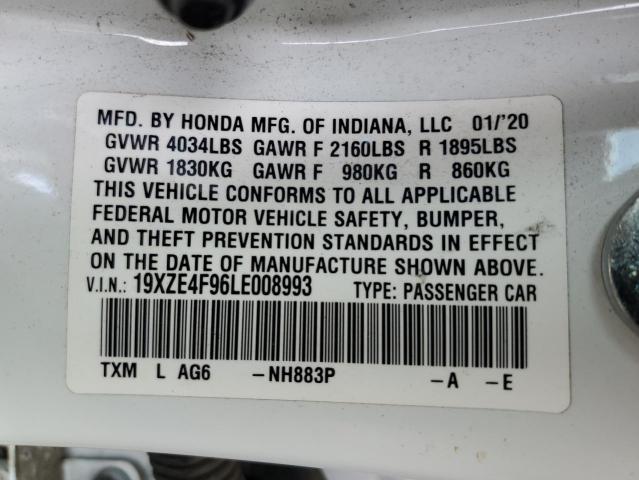 MFD. BY HONDA MFG. OF INDIANA, LLC 01/'20
GVWR 4034LBS GAWR F 2160LBS R 1895LBS
GVWR 1830KG GAWR F 980KG R 860KG
THIS VEHICLE CONFORMS TO ALL APPLICABLE
FEDERAL MOTOR VEHICLE SAFETY, BUMPER,
AND THEFT PREVENTION STANDARDS IN EFFECT
ON THE DATE OF MANUFACTURE SHOWN ABOVE.
V.I.N.: 19XZE4F96LE008993 TYPE: PASSENGER CAR
TXM L AG6 -NH883P -A -E